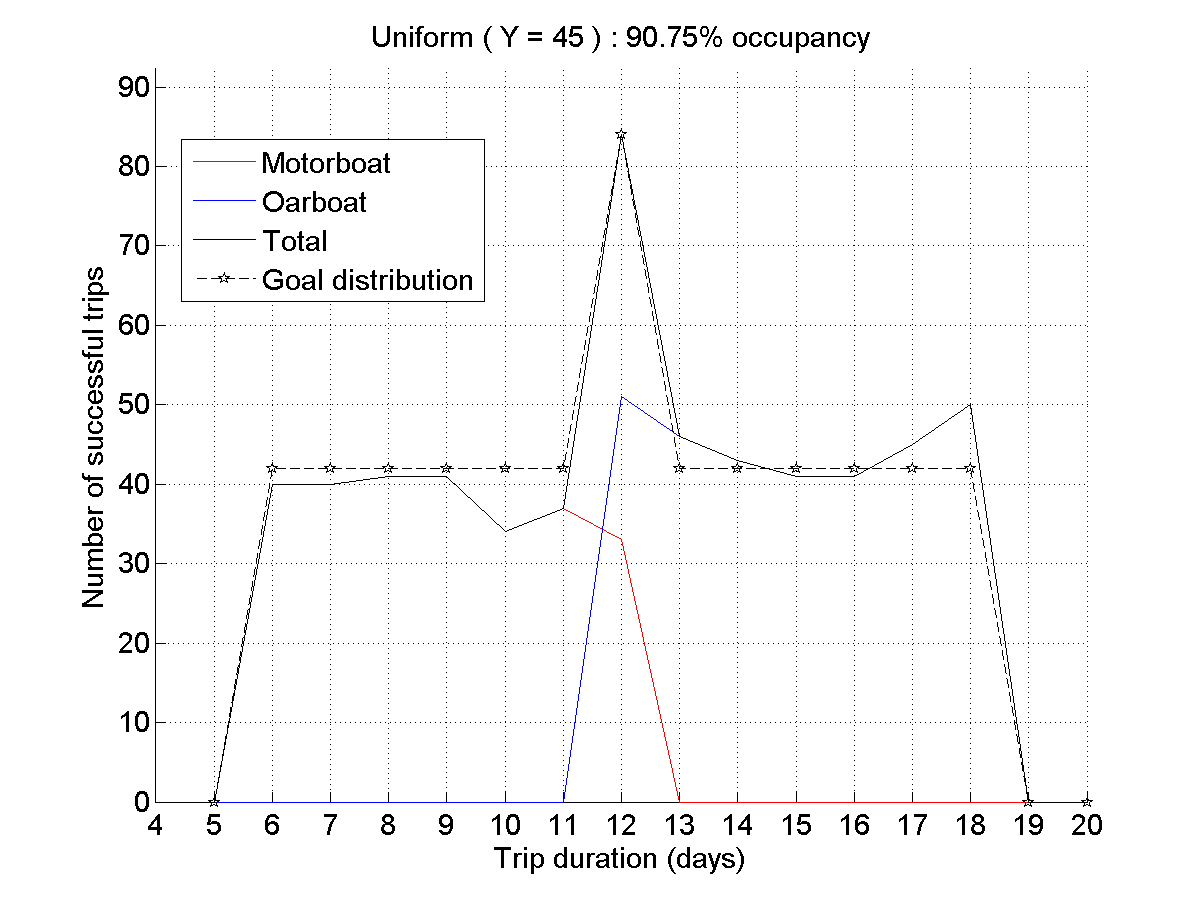 Uniform ( Y = 45 ) : 90.75% occupancy
90
80
70
60
50
40
30
20
10
0
Number of successful trips
Motorboat
Oarboat
Total
Goal distribution
4 5 6 7 8 9 10 11 12 13 14 15 16 17 18 19 20
Trip duration (days)